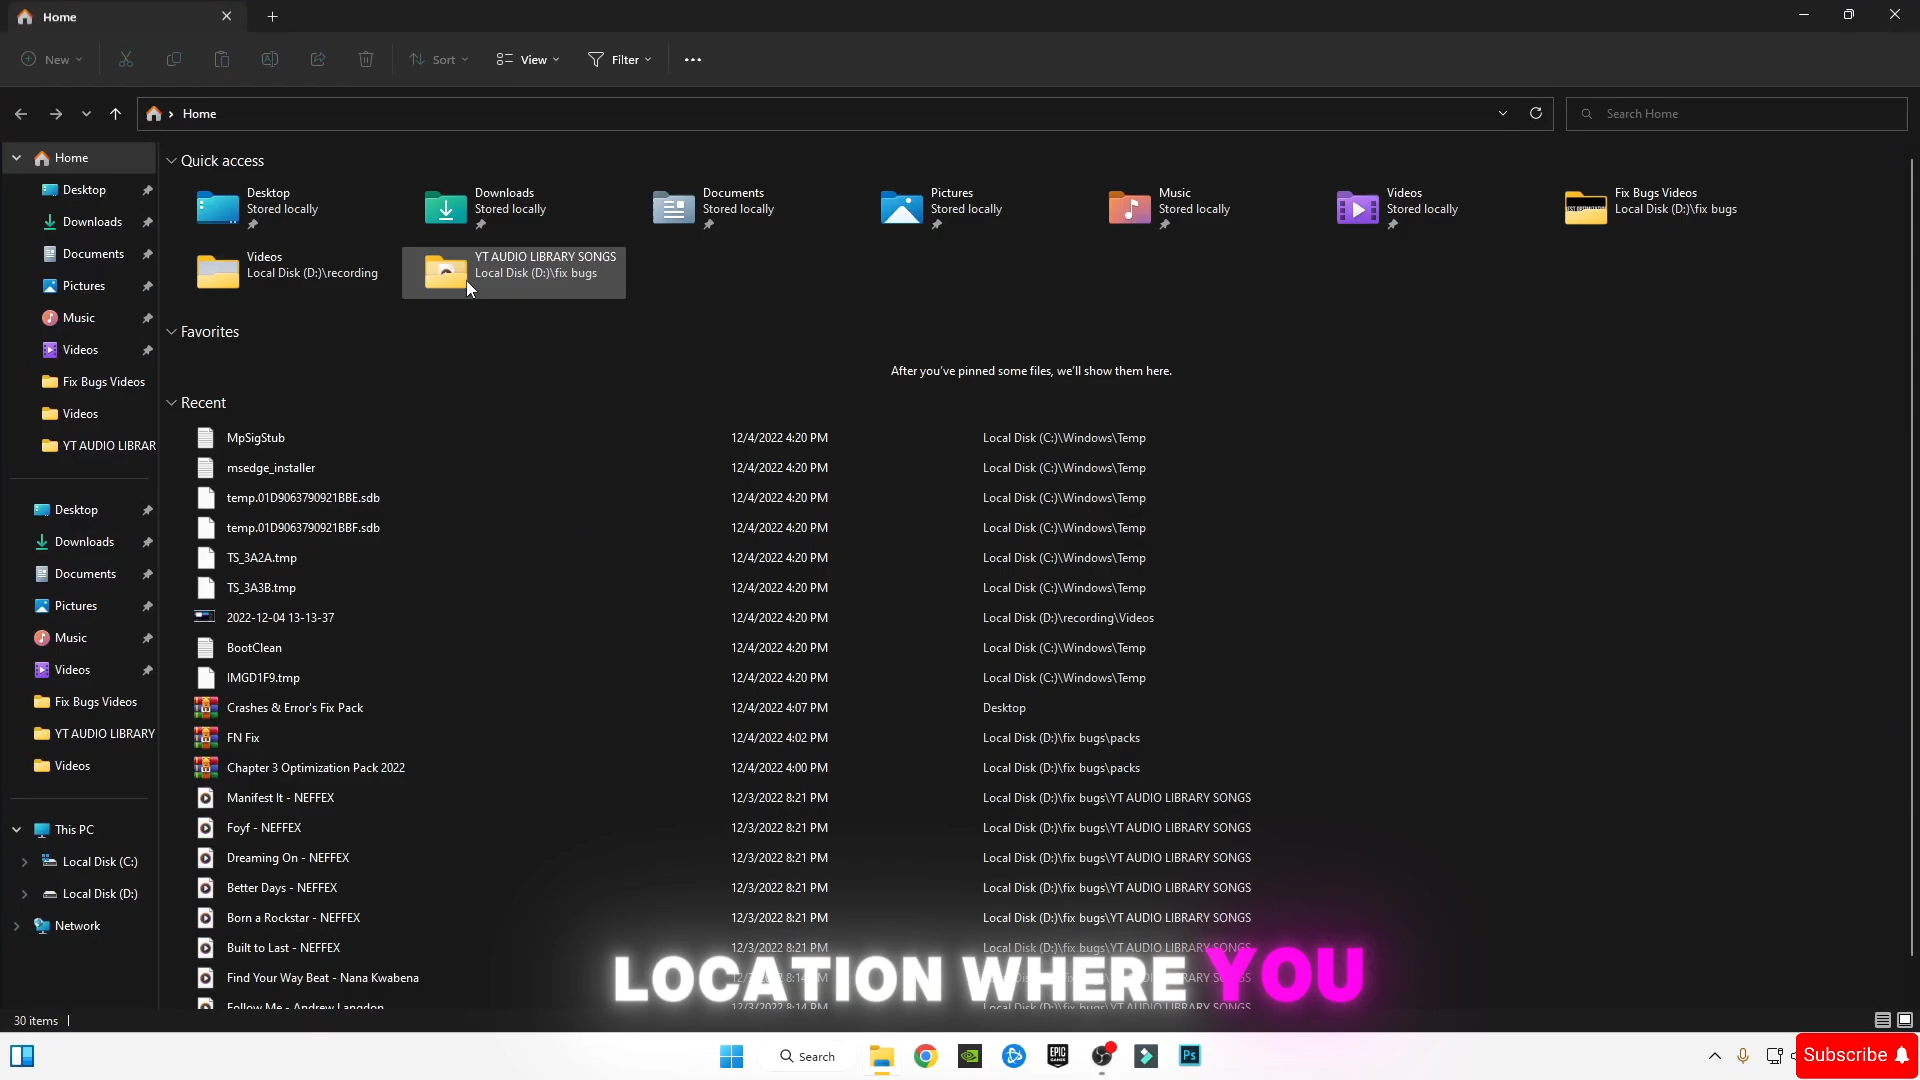 Home
New
Sort
View
Filter
Home
Search Home
Home
Desktop
Downloads
Documents
Pictures
Music
Videos
Fix Bugs Videos
Videos
YT AUDIO LIBRAR
Desktop
Downloads
Documents
Pictures
Music
Videos
Fix Bugs Videos
YT AUDIO LIBRARY
Videos
This PC
Local Disk (C:)
Local Disk (D:)
Network
Quick access
Desktop
Stored locally
Downloads
Stored locally
Documents
Stored locally
Pictures
Stored locally
Music
Stored locally
Videos
Stored locally
Fix Bugs Videos
Local Disk (D:)\fix bugs
Videos
Local Disk (D:)\recording
YT AUDIO LIBRARY SONGS
Local Disk (D:)\fix bugs
Favorites
After you've pinned some files, we'll show them here.
Recent
MpSigStub 12/4/2022 4:20 PM Local Disk (C:)\Windows\Temp
msedge_installer 12/4/2022 4:20 PM Local Disk (C:)\Windows\Temp
temp.01D9063790921BBE.sdb 12/4/2022 4:20 PM Local Disk (C:)\Windows\Temp
temp.01D9063790921BBF.sdb 12/4/2022 4:20 PM Local Disk (C:)\Windows\Temp
TS_3A2A.tmp 12/4/2022 4:20 PM Local Disk (C:)\Windows\Temp
TS_3A3B.tmp 12/4/2022 4:20 PM Local Disk (C:)\Windows\Temp
2022-12-04 13-13-37 12/4/2022 4:20 PM Local Disk (D:)\recording\Videos
BootClean 12/4/2022 4:20 PM Local Disk (C:)\Windows\Temp
IMGD1F9.tmp 12/4/2022 4:20 PM Local Disk (C:)\Windows\Temp
Crashes & Error's Fix Pack 12/4/2022 4:07 PM Desktop
FN Fix 12/4/2022 4:02 PM Local Disk (D:)\fix bugs\packs
Chapter 3 Optimization Pack 2022 12/4/2022 4:00 PM Local Disk (D:)\fix bugs\packs
Manifest It - NEFFEX 12/3/2022 8:21 PM Local Disk (D:)\fix bugs\YT AUDIO LIBRARY SONGS
Foyf - NEFFEX 12/3/2022 8:21 PM Local Disk (D:)\fix bugs\YT AUDIO LIBRARY SONGS
Dreaming On - NEFFEX 12/3/2022 8:21 PM Local Disk (D:)\fix bugs\YT AUDIO LIBRARY SONGS
Better Days - NEFFEX 12/3/2022 8:21 PM Local Disk (D:)\fix bugs\YT AUDIO LIBRARY SONGS
Born a Rockstar - NEFFEX 12/3/2022 8:21 PM Local Disk (D:)\fix bugs\YT AUDIO LIBRARY SONGS
Built to Last - NEFFEX 12/3/2022 8:21 PM Local Disk (D:)\fix bugs\YT AUDIO LIBRARY SONGS
Find Your Way Beat - Nana Kwabena
Follow Me - Andrew Langdon
LOCATION WHERE YOU
30 items
Search
EPIC GAMES
Ps
Subscribe